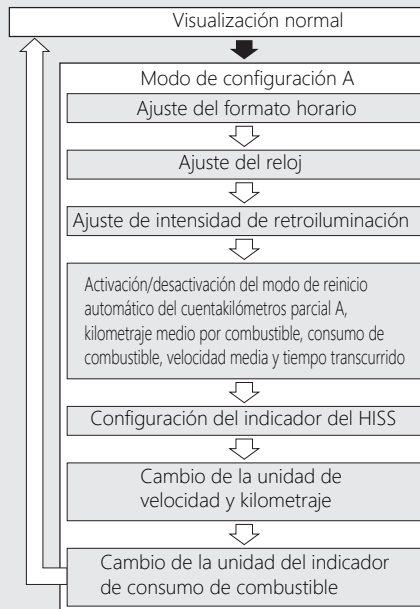 Visualización normal
Modo de configuración A
Ajuste del formato horario
Ajuste del reloj
Ajuste de intensidad de retroiluminación
Activación/desactivación del modo de reinicio
automático del cuentakilómetros parcial A,
kilometraje medio por combustible, consumo de
combustible, velocidad media y tiempo transcurrido
Configuración del indicador del HISS
Cambio de la unidad de
velocidad y kilometraje
Cambio de la unidad del indicador
de consumo de combustible